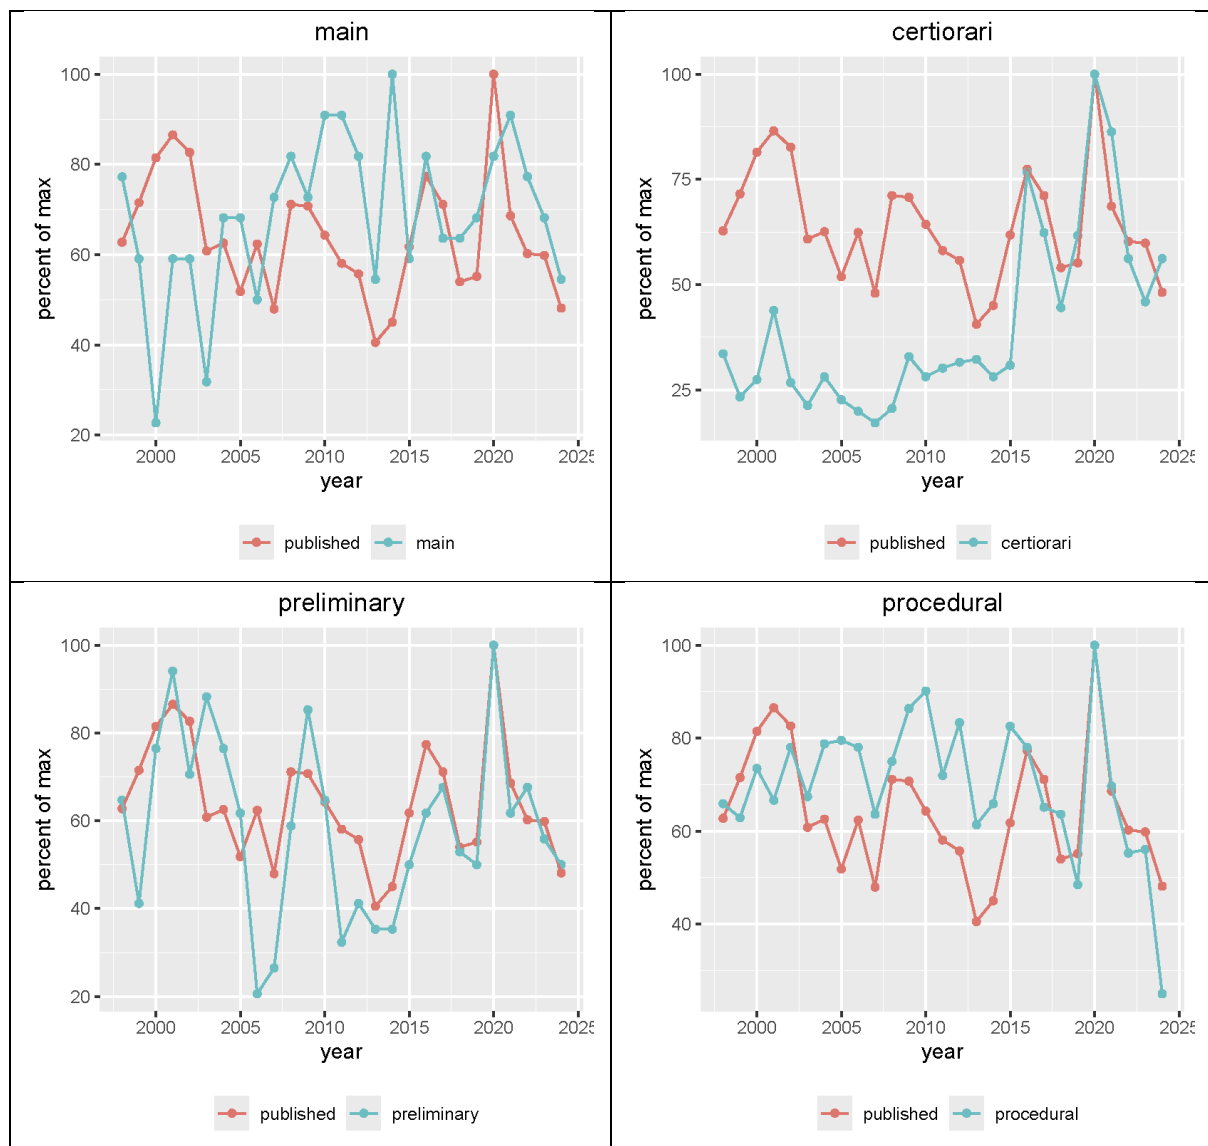 main
100
80
60
40
20
percent of max
2000 2005 2010 2015 2020 2025
year
published main
certiorari
100
75
50
25
percent of max
2000 2005 2010 2015 2020 2025
year
published certiorari
preliminary
100
80
60
40
20
percent of max
2000 2005 2010 2015 2020 2025
year
published preliminary
procedural
100
80
60
40
percent of max
2000 2005 2010 2015 2020 2025
year
published procedural